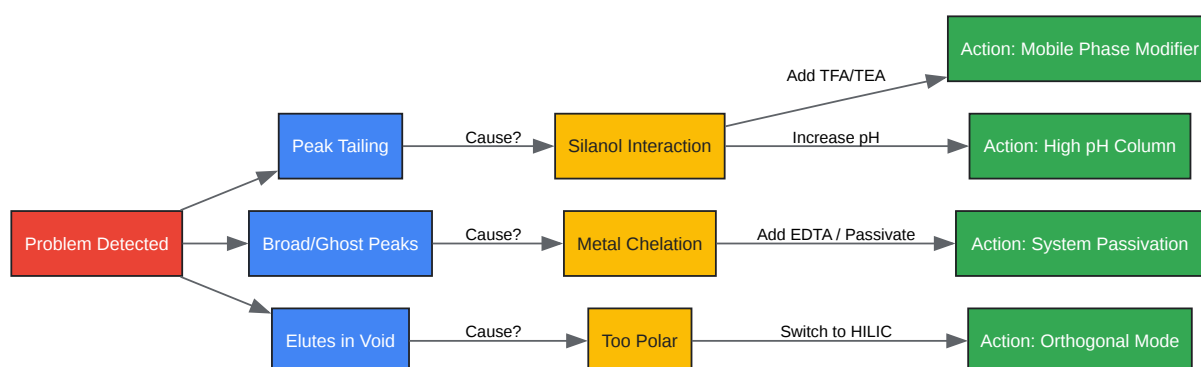 Action: Mobile Phase Modifier
Add TFA/TEA
Peak Tailing
Cause?
Silanol Interaction
Increase pH
Action: High pH Column
Problem Detected
Broad/Ghost Peaks
Cause?
Metal Chelation
Add EDTA / Passivate
Action: System Passivation
Elutes in Void
Cause?
Too Polar
Switch to HILIC
Action: Orthogonal Mode